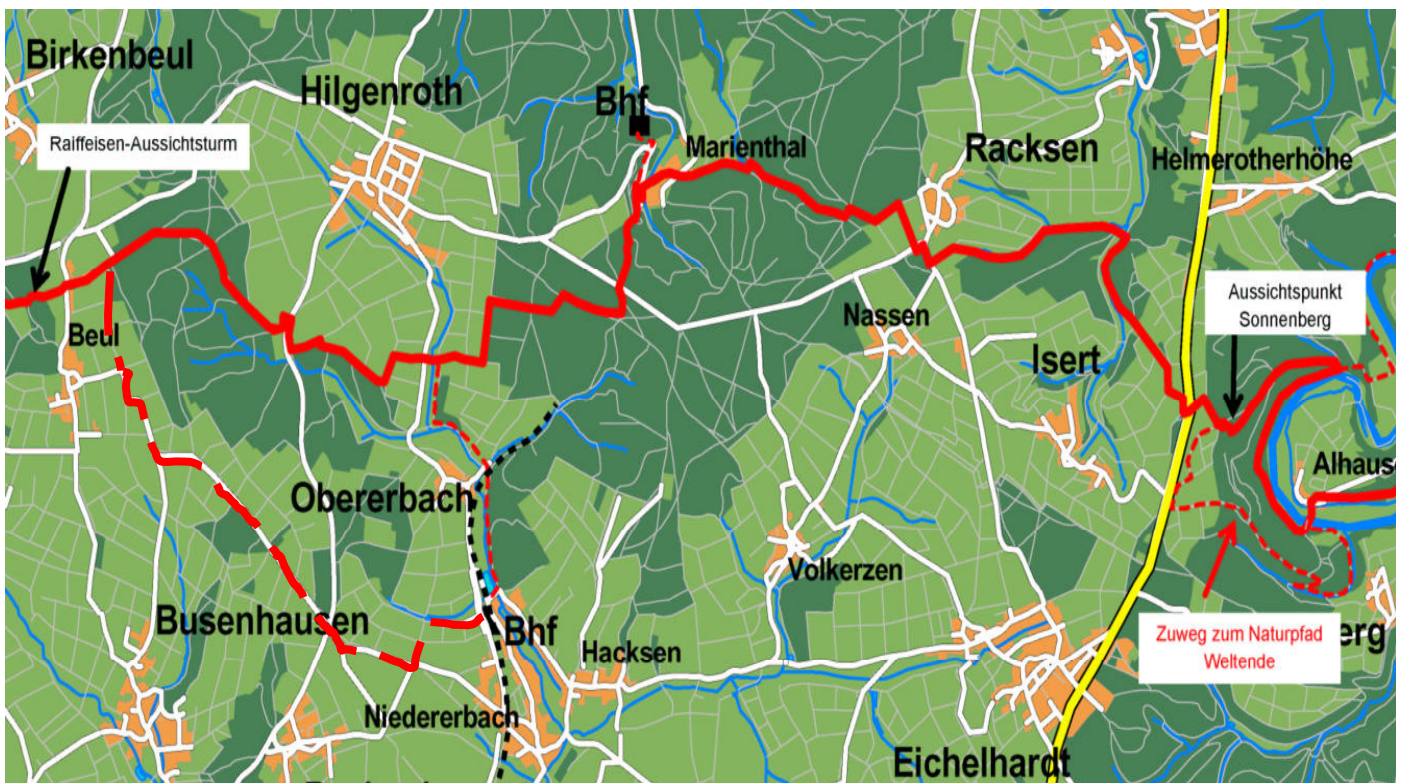 Birkenbeul
Hilgenroth
Bhf
Raiffeisen-Aussichtsturm
Marienthal
Racksen
Helmerotherhöhe
Aussichtspunkt
Sonnenberg
Beul
Nassen
Isert
Alhause
Obererbach
Volkerzen
Busenhausen
Bhf
Hacksen
Zuweg zum Naturpfad
Weltende
erg
Niedererbach
Eichelhardt